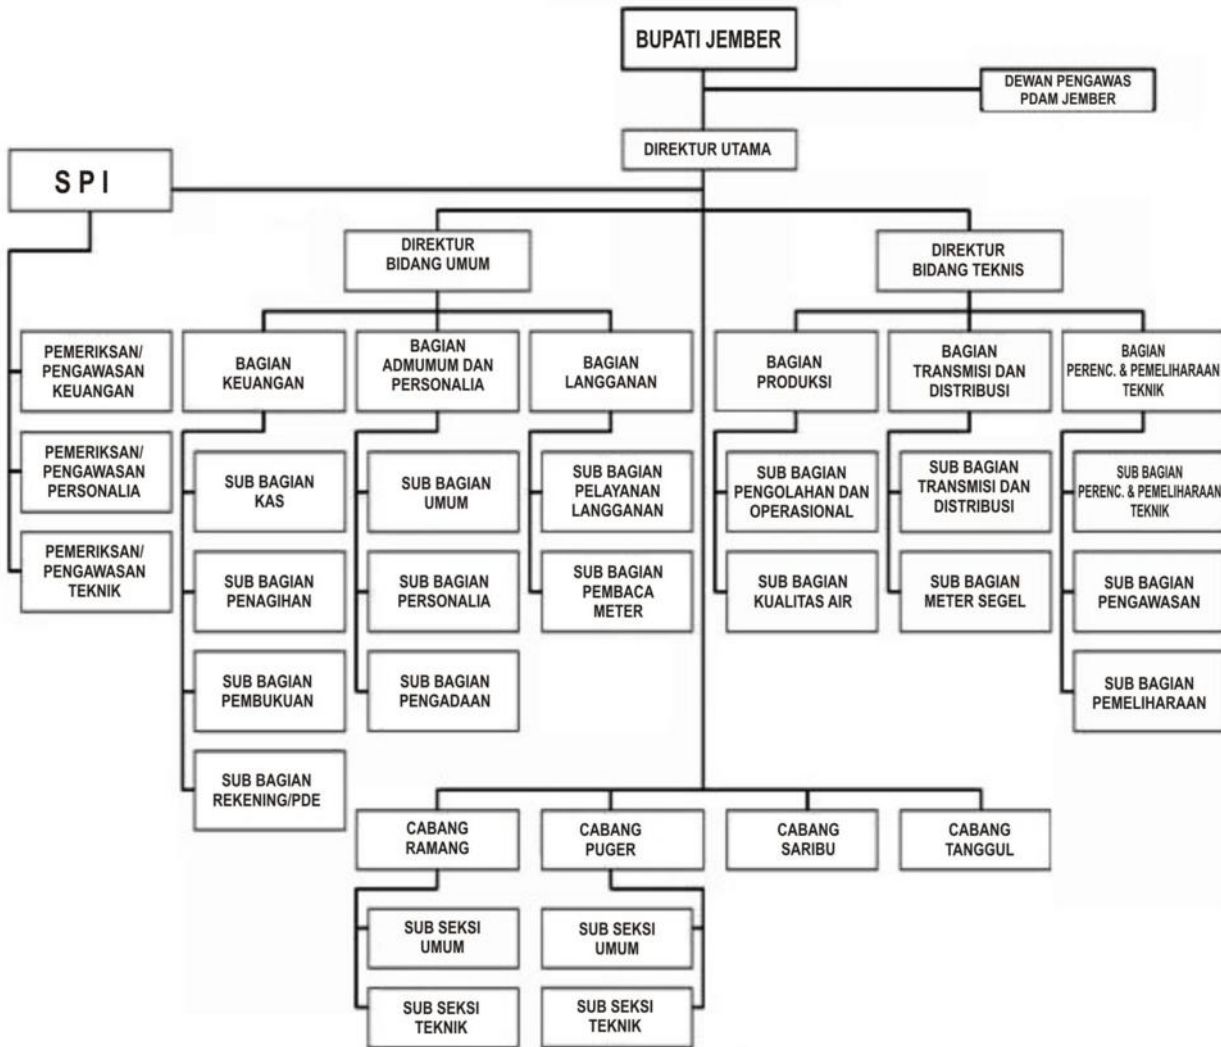 BUPATI JEMBER
DEWAN PENGAWAS
PDAM JEMBER
DIREKTUR UTAMA
S P I
DIREKTUR
BIDANG UMUM
DIREKTUR
BIDANG TEKNIS
PEMERIKSAN/
PENGAWASAN
KEUANGAN
BAGIAN
KEUANGAN
BAGIAN
ADMUMUM DAN
PERSONALIA
BAGIAN
LANGGANAN
BAGIAN
PRODUKSI
BAGIAN
TRANSMISI DAN
DISTRIBUSI
BAGIAN
PERENC. & PEMELIHARAAN
TEKNIK
PEMERIKSAN/
PENGAWASAN
PERSONALIA
SUB BAGIAN
KAS
SUB BAGIAN
UMUM
SUB BAGIAN
PELAYANAN
LANGGANAN
SUB BAGIAN
PENGOLAHAN DAN
OPERASIONAL
SUB BAGIAN
TRANSMISI DAN
DISTRIBUSI
SUB BAGIAN
PERENC. & PEMELIHARAAN
TEKNIK
PEMERIKSAN/
PENGAWASAN
TEKNIK
SUB BAGIAN
PENAGIHAN
SUB BAGIAN
PERSONALIA
SUB BAGIAN
PEMBACA
METER
SUB BAGIAN
KUALITAS AIR
SUB BAGIAN
METER SEGEL
SUB BAGIAN
PENGAWASAN
SUB BAGIAN
PEMBUKUAN
SUB BAGIAN
PENGADAAN
SUB BAGIAN
PEMELIHARAAN
SUB BAGIAN
REKENING/PDE
CABANG
RAMANG
CABANG
PUGER
CABANG
SARIBU
CABANG
TANGGUL
SUB SEKSI
UMUM
SUB SEKSI
UMUM
SUB SEKSI
TEKNIK
SUB SEKSI
TEKNIK